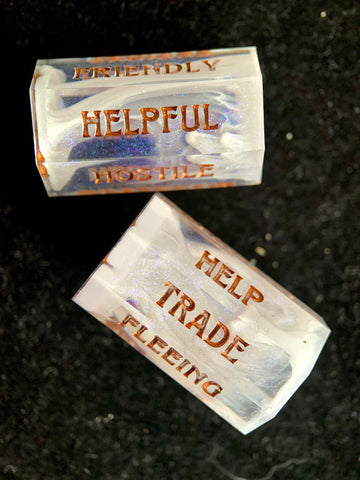 FRIENDLY
HELPFUL
HOSTILE
HELP
TRADE
FLEEING